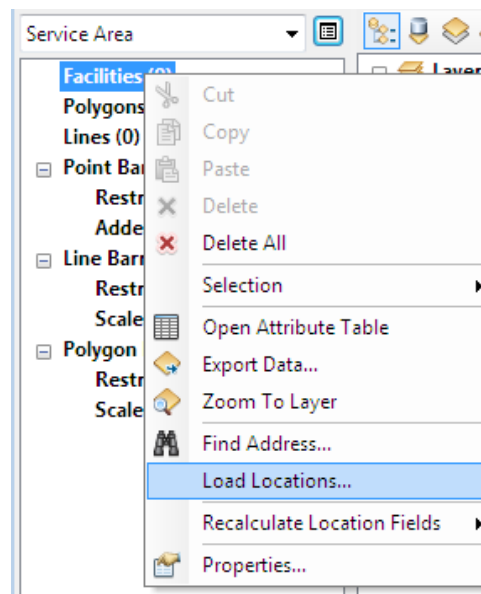 Service Area
Facilities (0)
Layer
Polygons
Lines (0)
Point Bar
Restr
Adde
Line Barr
Restr
Scale
Polygon
Restr
Scale
Cut
Copy
Paste
Delete
Delete All
Selection
Open Attribute Table
Export Data...
Zoom To Layer
Find Address...
Load Locations...
Recalculate Location Fields
Properties...